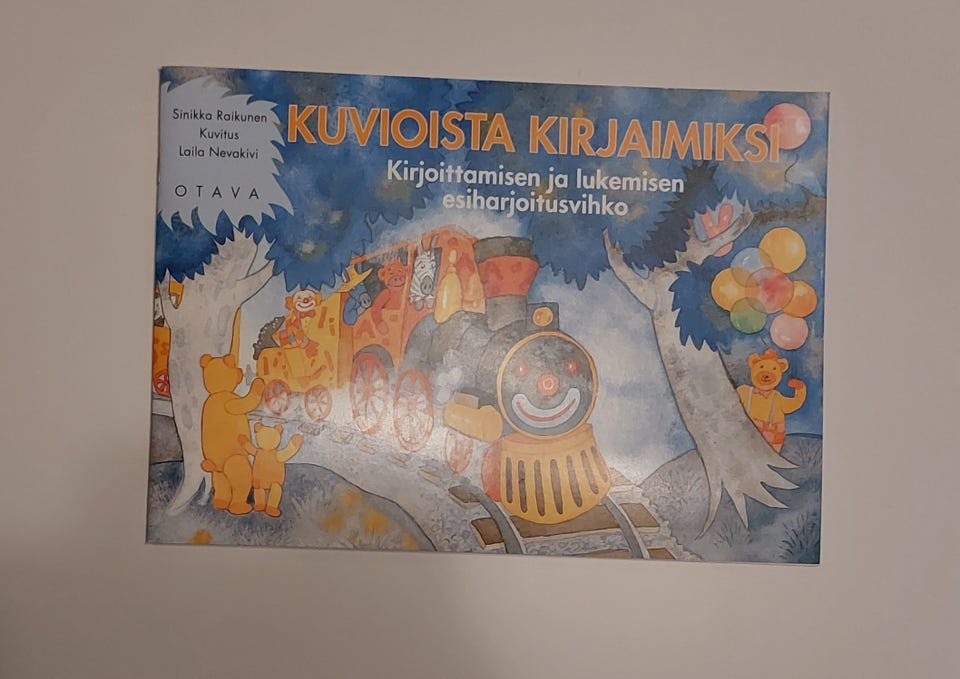 Sinikka Raikunen
Kuvitus
Laila Nevakivi
OTAVA
KUVIOISTA KIRJAIMIKSI
Kirjoittamisen ja lukemisen
esiharjoitusvihko